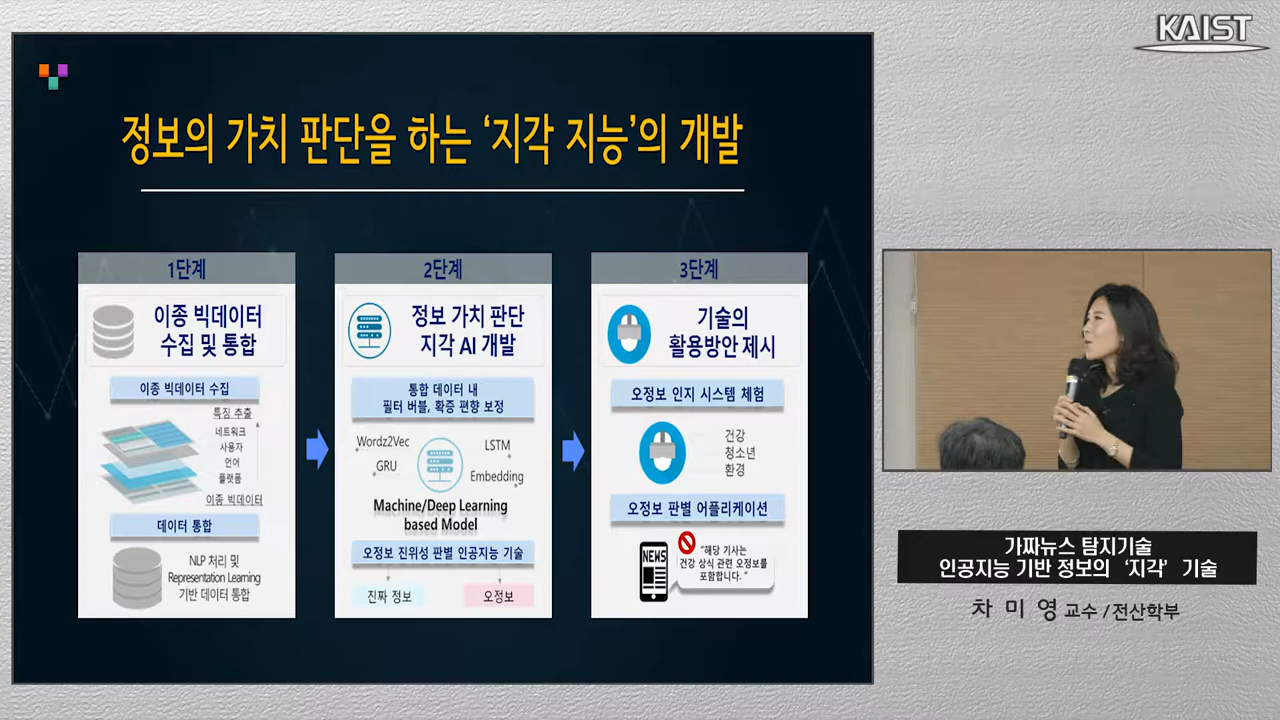 KAIST
정보의 가치 판단을 하는 ‘지각 지능’의 개발
1단계
이종 빅데이터
수집 및 통합
이종 빅데이터 수집
특징 추출
네트워크
사용자
언어
플랫폼
이종 빅데이터
데이터 통합
NLP 처리 및
Representation Learning
기반 데이터 통합
2단계
정보 가치 판단
지각 AI 개발
통합 데이터 내
필터 버블, 확증 편향 보정
Wordz2Vec
LSTM
GRU
Embedding
Machine/Deep Learning
based Model
오정보 진위성 판별 인공지능 기술
진짜 정보
오정보
3단계
기술의
활용방안 제시
오정보 인지 시스템 체험
건강
청소년
환경
오정보 판별 어플리케이션
NEWS
“해당 기사는
건강 상식 관련 오정보를
포함합니다. ”
가짜뉴스 탐지기술
인공지능 기반 정보의 ‘지각’ 기술
차 미 영 교수 / 전산학부